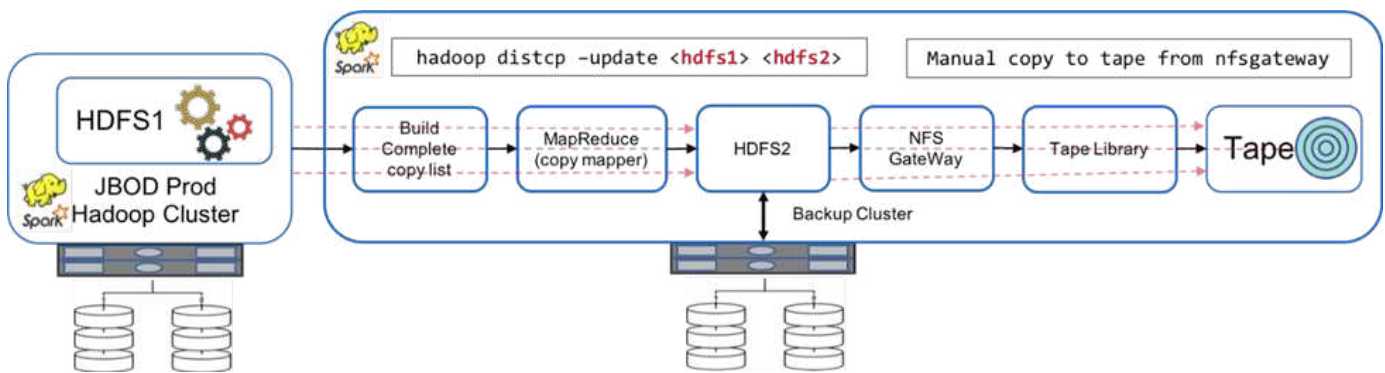 HDFS1
Spark
JBOD Prod
Hadoop Cluster
Spark
hadoop distcp –update <hdfs1> <hdfs2>
Manual copy to tape from nfsgateway
Build
Complete
copy list
MapReduce
(copy mapper)
HDFS2
NFS
GateWay
Tape Library
Tape
Backup Cluster